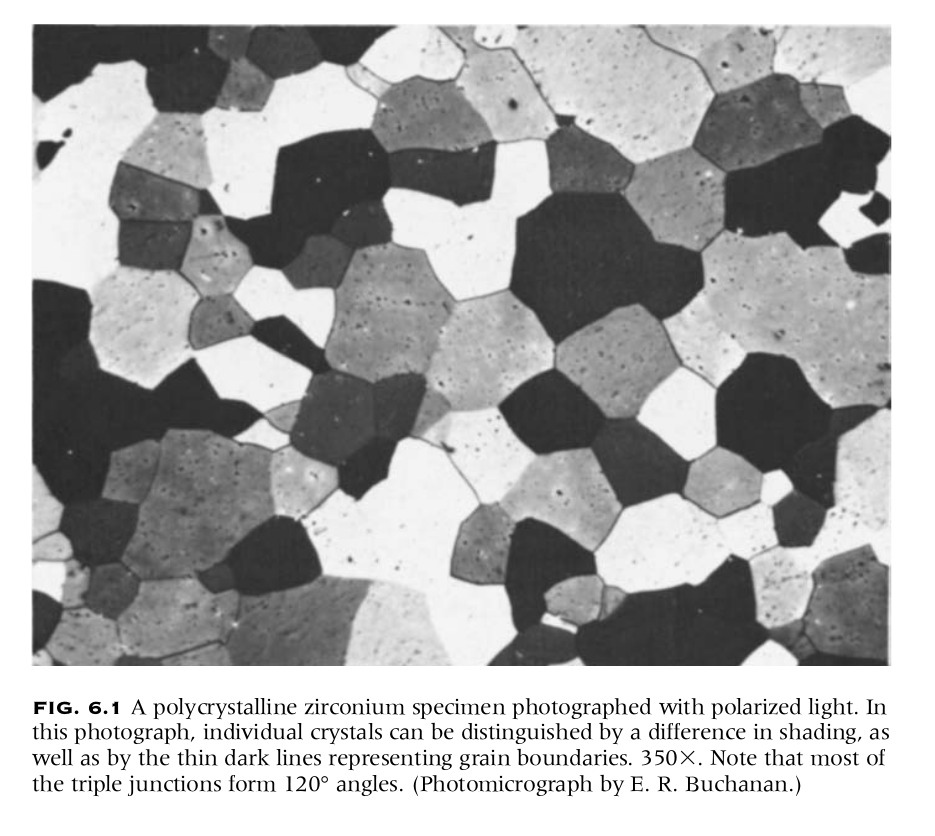 FIG. 6.1 A polycrystalline zirconium specimen photographed with polarized light. In
this photograph, individual crystals can be distinguished by a difference in shading, as
well as by the thin dark lines representing grain boundaries. 350×. Note that most of
the triple junctions form 120° angles. (Photomicrograph by E. R. Buchanan.)